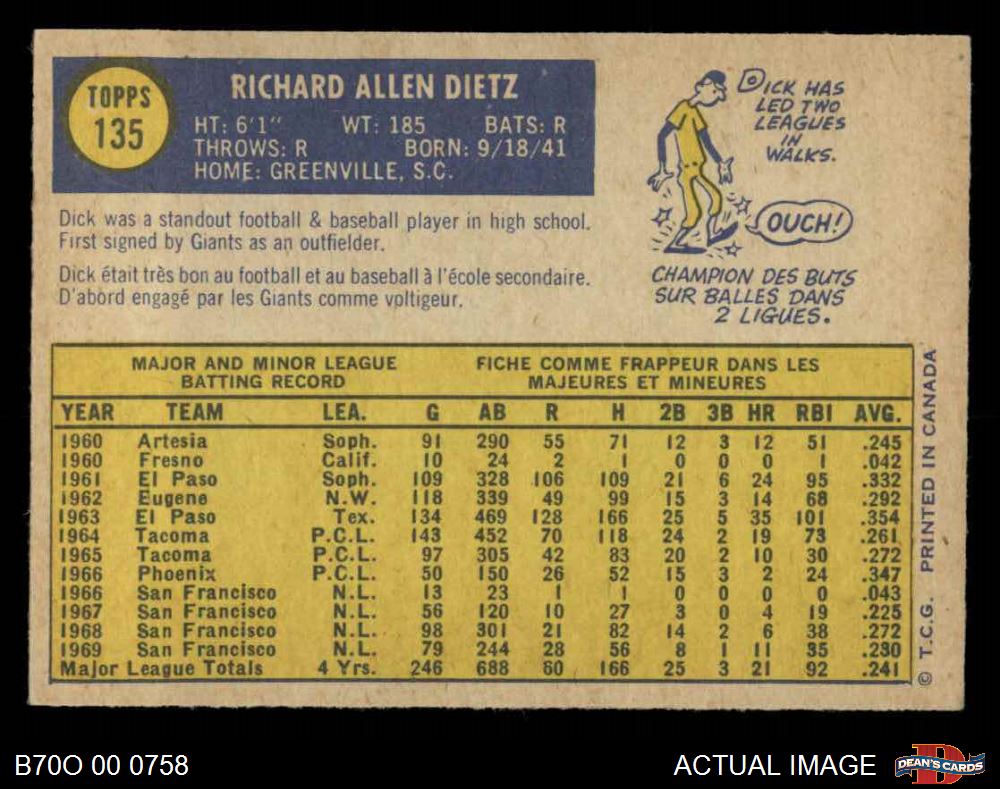 TOPPS
135
RICHARD ALLEN DIETZ
HT: 6'1" WT: 185 BATS: R
THROWS: R BORN: 9/18/41
HOME: GREENVILLE, S.C.
Dick was a standout football & baseball player in high school.
First signed by Giants as an outfielder.
Dick était très bon au football et au baseball à l'école secondaire.
D'abord engagé par les Giants comme voltigeur.
DICK HAS
LED TWO
LEAGUES
IN
WALKS.
OUCH!
CHAMPION DES BUTS
SUR BALLES DANS
2 LIGUES.
MAJOR AND MINOR LEAGUE FICHE COMME FRAPPEUR DANS LES
BATTING RECORD MAJEURES ET MINEURES
YEAR TEAM LEA. G AB R H 2B 3B HR RBI AVG.
1960 Artesia Soph. 91 290 55 71 12 3 12 51 .245
1960 Fresno Calif. 10 24 2 1 0 0 0 1 .042
1961 El Paso Soph. 109 328 106 109 21 6 24 95 .332
1962 Eugene N.W. 118 339 49 99 15 3 14 68 .292
1963 El Paso Tex. 134 469 128 166 25 5 35 101 .354
1964 Tacoma P.C.L. 143 452 70 118 24 2 19 73 .261
1965 Tacoma P.C.L. 97 305 42 83 20 2 10 30 .272
1966 Phoenix P.C.L. 50 150 26 52 15 3 2 24 .347
1966 San Francisco N.L. 13 23 1 1 0 0 0 0 .043
1967 San Francisco N.L. 56 120 10 27 3 0 4 19 .225
1968 San Francisco N.L. 98 301 21 82 14 2 6 38 .272
1969 San Francisco N.L. 79 244 28 56 8 1 11 35 .230
Major League Totals 4 Yrs. 246 688 60 166 25 3 21 92 .241
© T.C.G. PRINTED IN CANADA
B70O 00 0758
ACTUAL IMAGE
D
DEAN'S CARDS